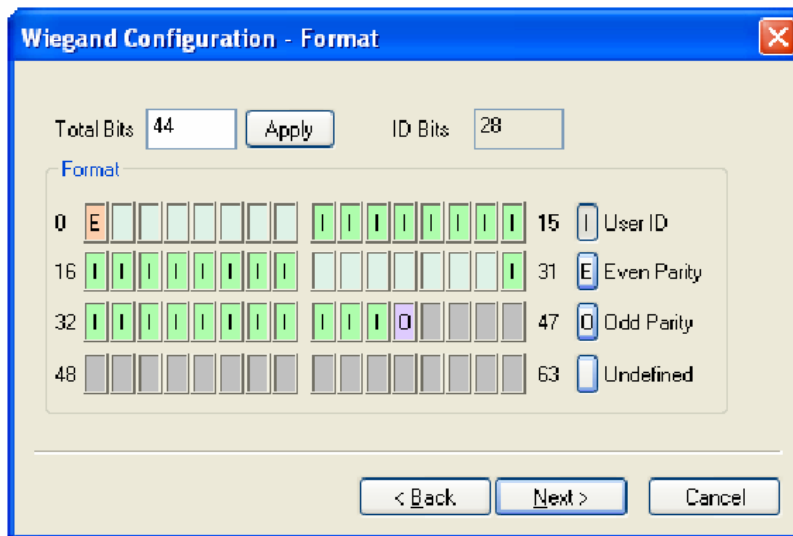 Wiegand Configuration - Format
Total Bits 44 Apply ID Bits 28
Format
0 E I I I I I I I I 15 I User ID
16 I I I I I I I I I 31 E Even Parity
32 I I I I I I I I I I I O 47 O Odd Parity
48 63 Undefined
< Back Next > Cancel